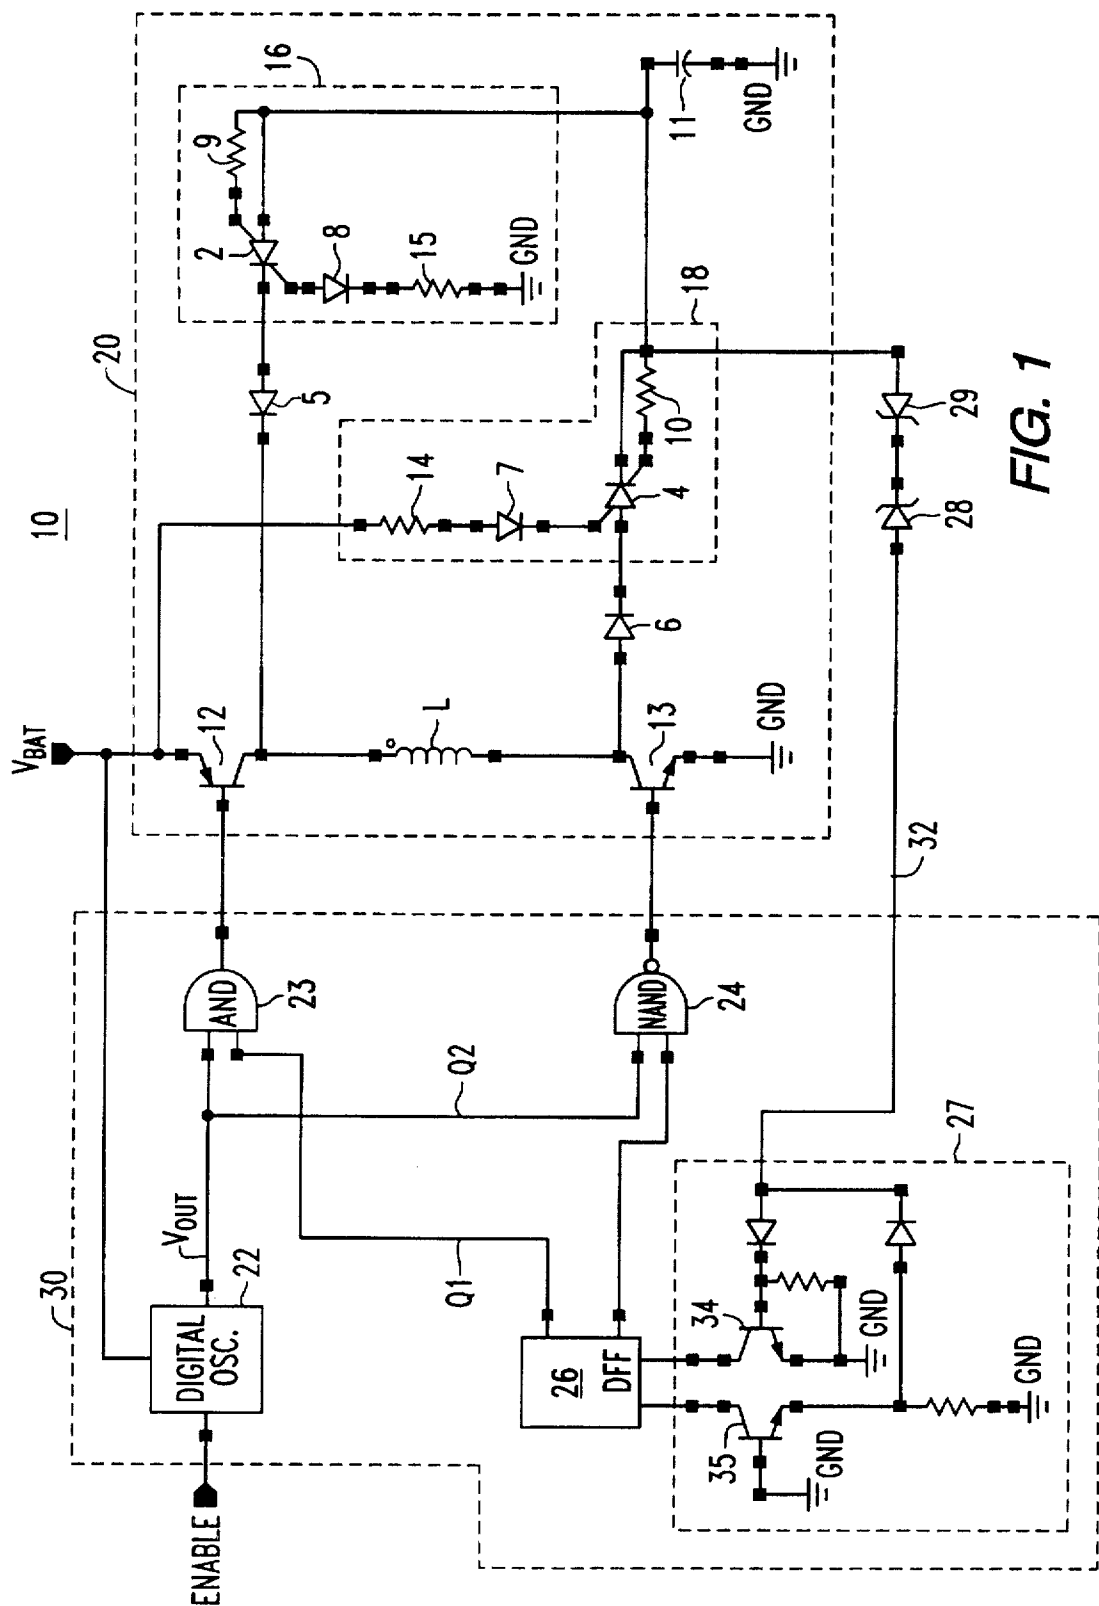 10
V_BAT
20
16
9
2
8
15
GND
5
12
14
7
18
10
4
6
L
13
GND
11
GND
29
28
32
30
ENABLE
DIGITAL
OSC.
22
V_OUT
AND
23
Q2
Q1
NAND
24
26
DFF
27
34
GND
35
GND
GND
FIG. 1